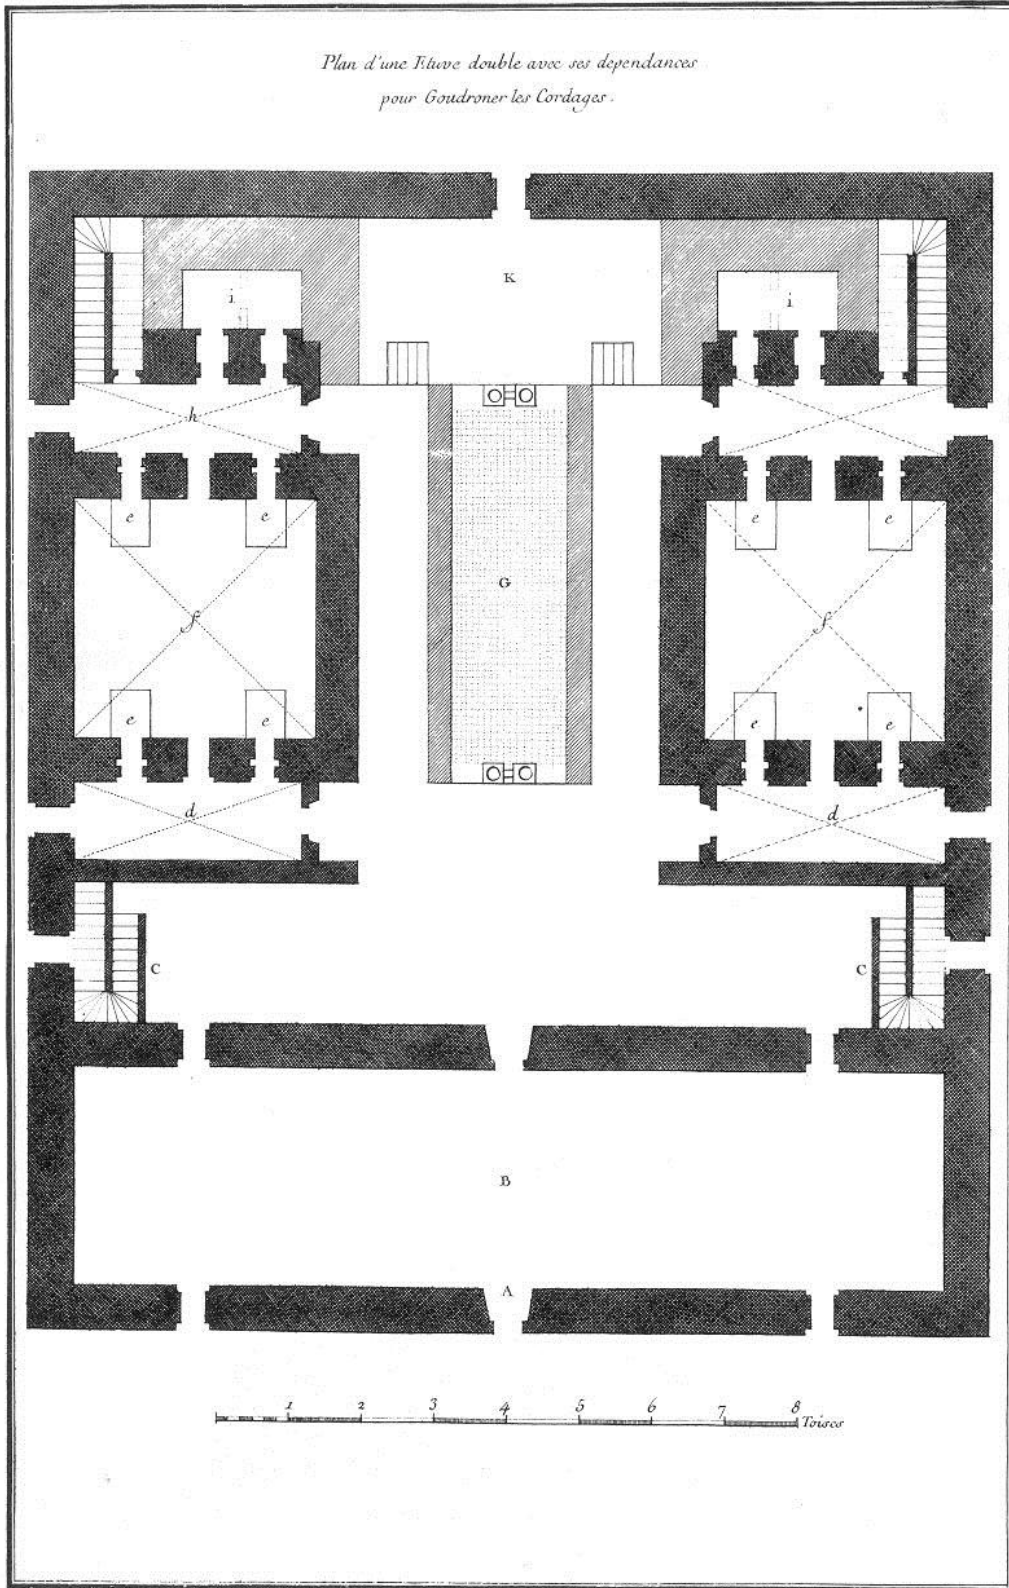 Plan d'une Etuve double avec ses dependances
pour Goudroner les Cordages.
K
i i
h
e e e e
G
f f
e e e e
d d
C C
B
A
1 2 3 4 5 6 7 8 Toises